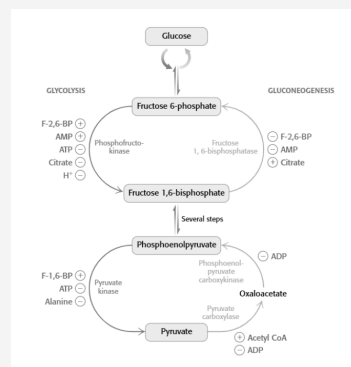 Glucose
GLYCOLYSIS
GLUCONEOGENESIS
Fructose 6-phosphate
F-2,6-BP +
AMP +
ATP −
Citrate −
H⁺ −
Phosphofructo-
kinase
Fructose
1, 6-bisphosphatase
− F-2,6-BP
− AMP
+ Citrate
Fructose 1,6-bisphosphate
Several steps
Phosphoenolpyruvate
F-1,6-BP +
ATP −
Alanine −
Pyruvate
kinase
Phosphoenol-
pyruvate
carboxykinase
− ADP
Oxaloacetate
Pyruvate
carboxylase
Pyruvate
+ Acetyl CoA
− ADP